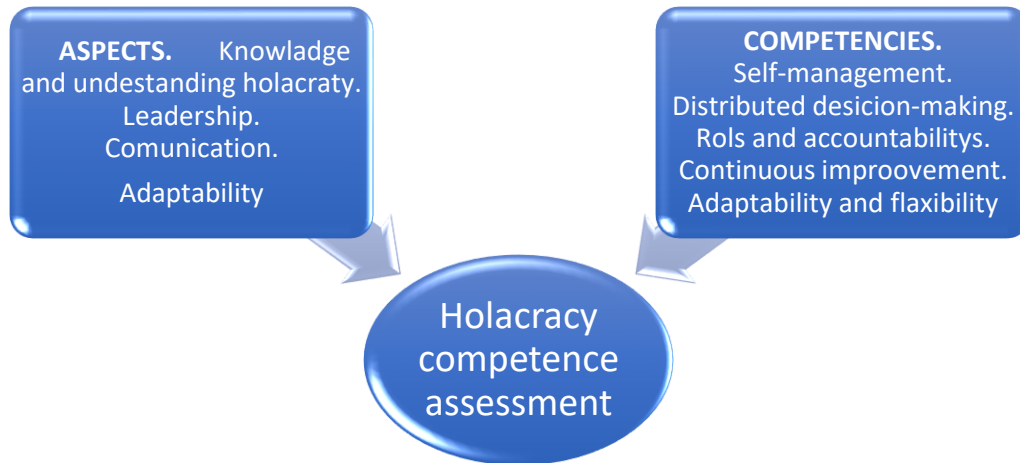 ASPECTS. Knowladge
and undestanding holacraty.
Leadership.
Comunication.
Adaptability
COMPETENCIES.
Self-management.
Distributed desicion-making.
Rols and accountabilitys.
Continuous improovement.
Adaptability and flaxibility
Holacracy
competence
assessment